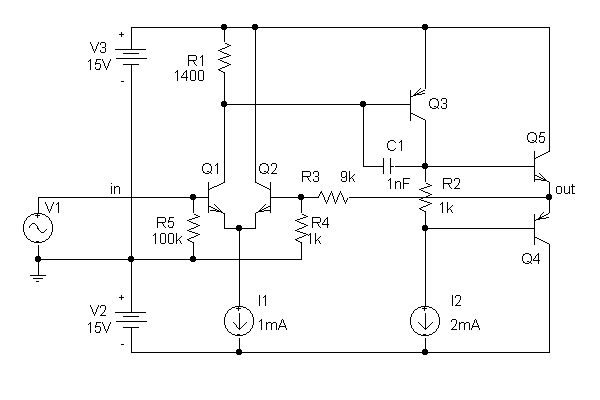 +
V3
15V
-
R1
1400
Q3
C1
1nF
Q5
Q1
Q2
R3
9k
R2
1k
in
out
V1
+
R5
100k
R4
1k
Q4
+
V2
15V
-
I1
1mA
I2
2mA